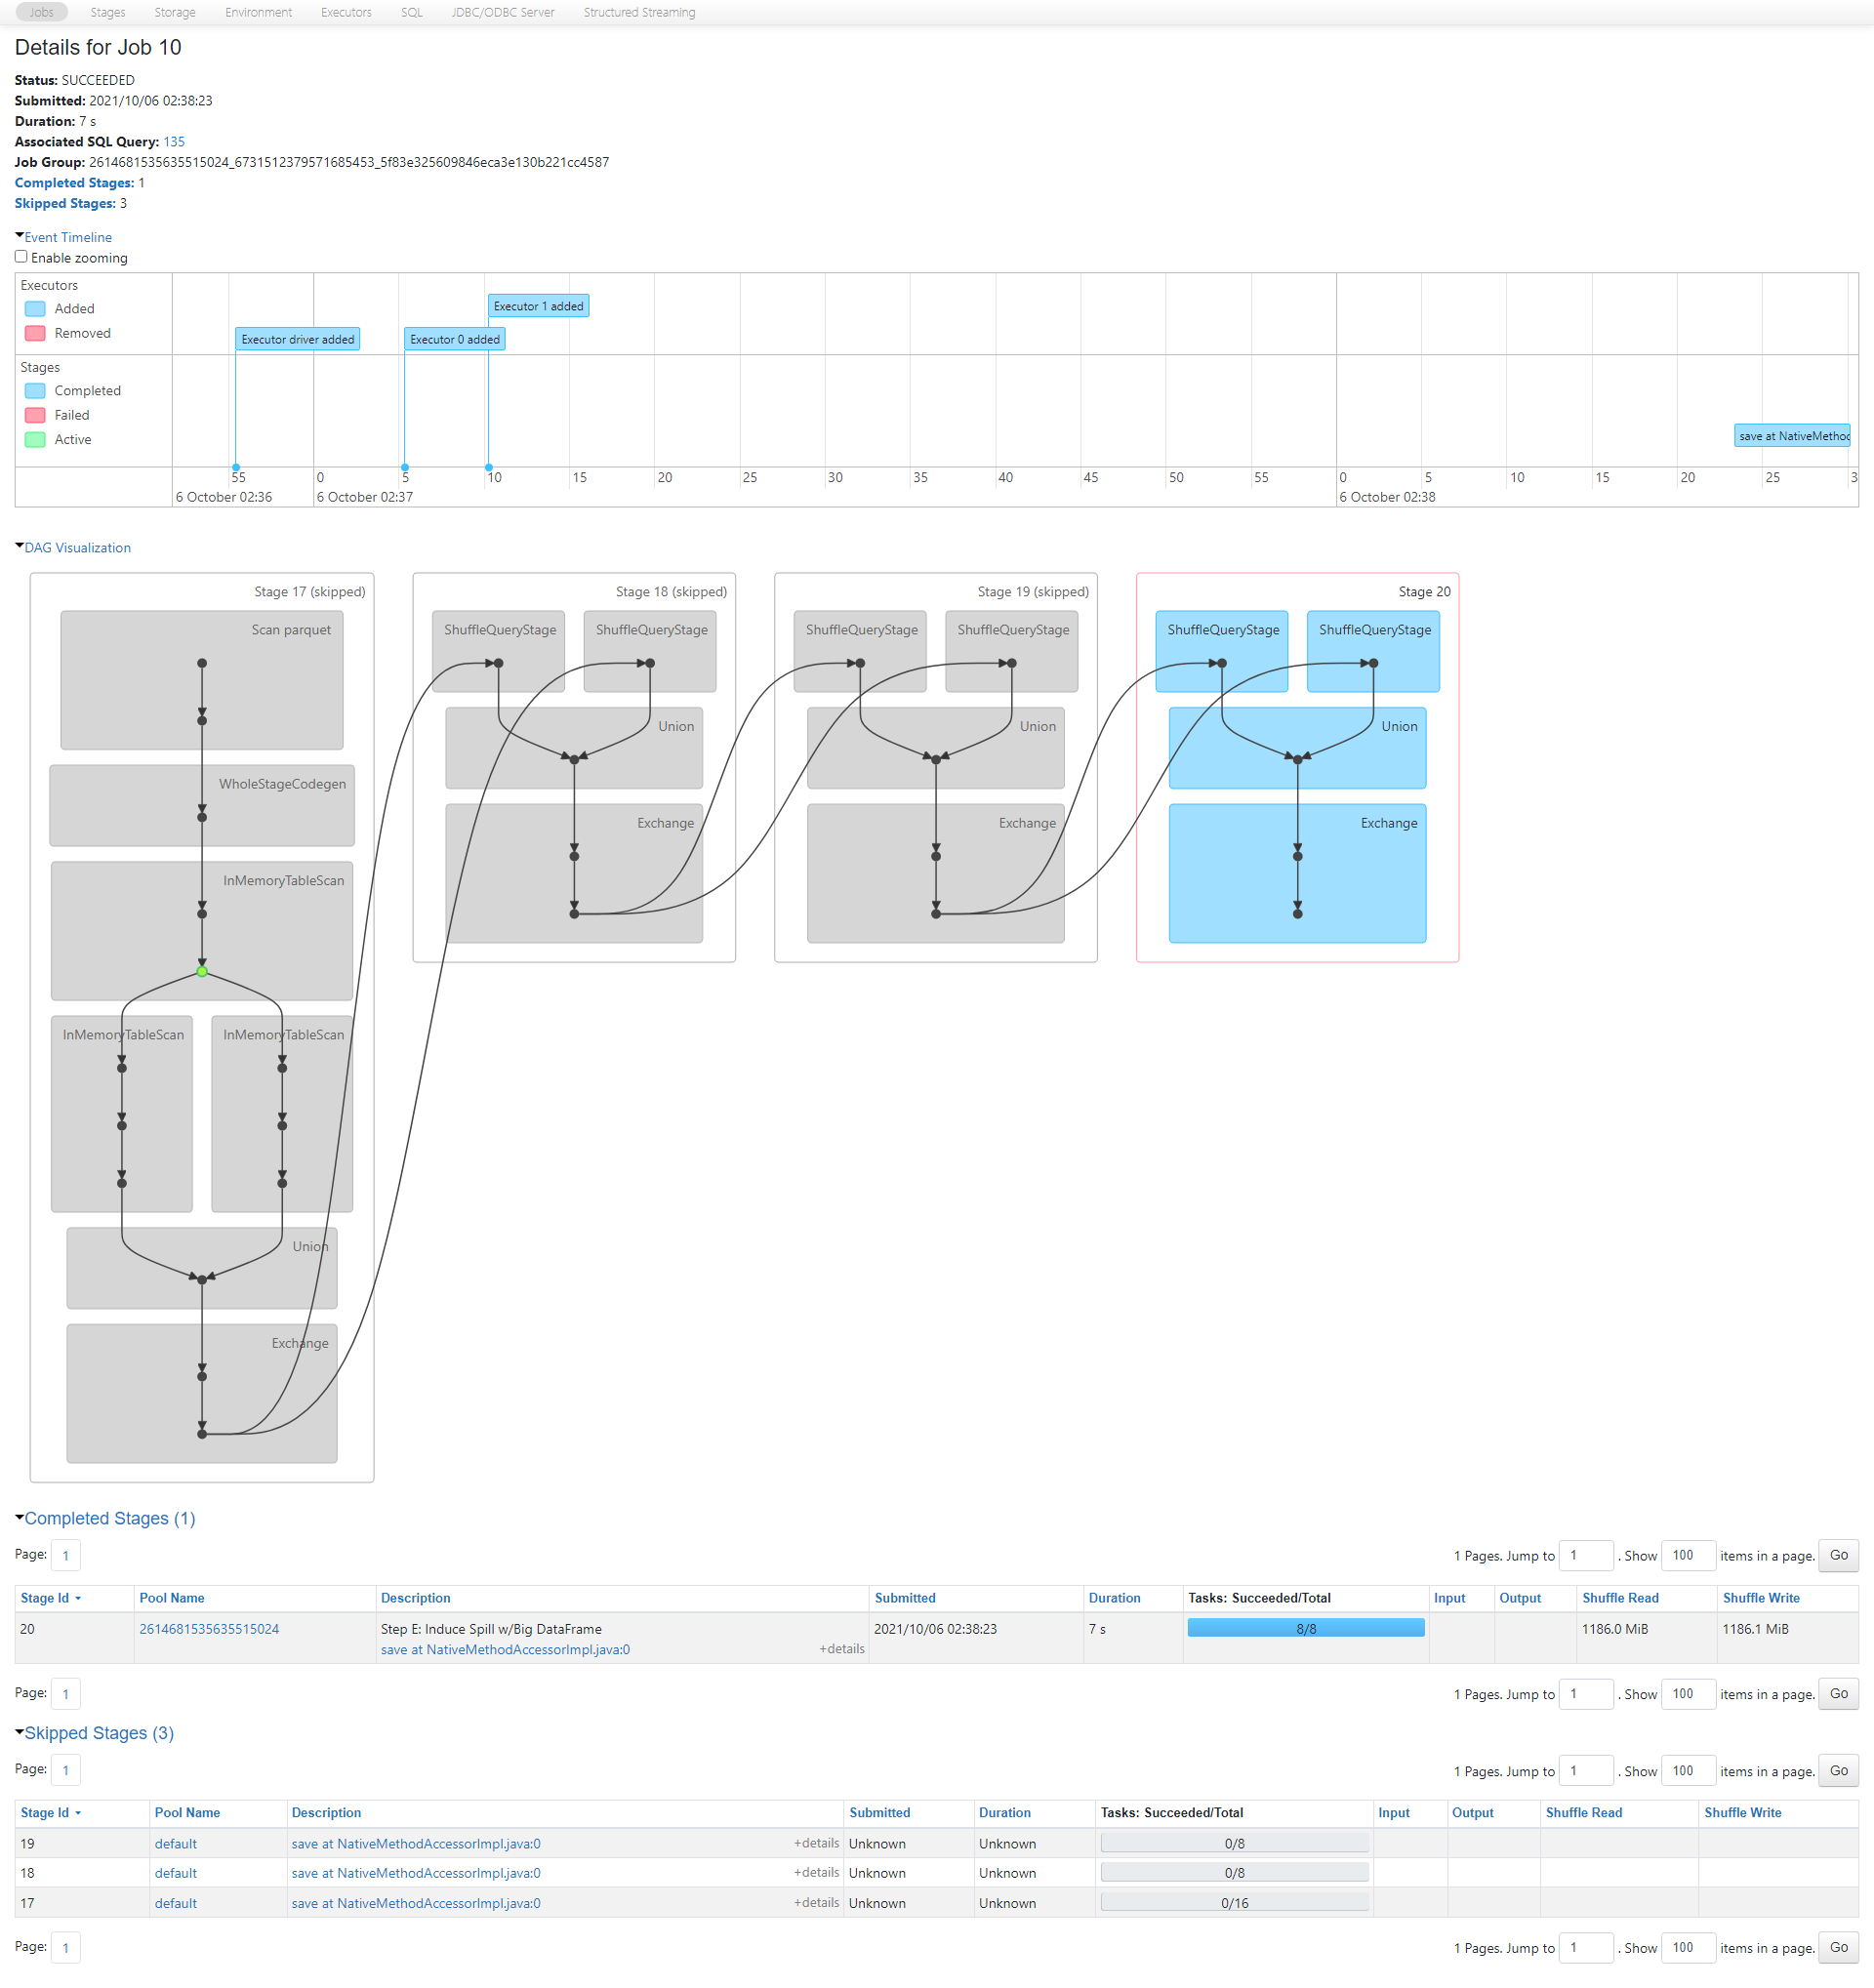 Jobs Stages Storage Environment Executors SQL JDBC/ODBC Server Structured Streaming
Details for Job 10
Status: SUCCEEDED
Submitted: 2021/10/06 02:38:23
Duration: 7 s
Associated SQL Query: 135
Job Group: 2614681535635515024_6731512379571685453_5f83e325609846eca3e130b221cc4587
Completed Stages: 1
Skipped Stages: 3
Event Timeline
Enable zooming
Executors
Added
Removed
Executor driver added
Executor 0 added
Executor 1 added
Stages
Completed
Failed
Active
save at NativeMethod
55 0 5 10 15 20 25 30 35 40 45 50 55 0 5 10 15 20 25 3
6 October 02:36 6 October 02:37 6 October 02:38
DAG Visualization
Stage 17 (skipped)
Scan parquet
WholeStageCodegen
InMemoryTableScan
InMemoryTableScan InMemoryTableScan
Union
Exchange
Stage 18 (skipped)
ShuffleQueryStage ShuffleQueryStage
Union
Exchange
Stage 19 (skipped)
ShuffleQueryStage ShuffleQueryStage
Union
Exchange
Stage 20
ShuffleQueryStage ShuffleQueryStage
Union
Exchange
Completed Stages (1)
Page: 1 1 Pages. Jump to 1 . Show 100 items in a page. Go
Stage Id Pool Name Description Submitted Duration Tasks: Succeeded/Total Input Output Shuffle Read Shuffle Write
20 2614681535635515024 Step E: Induce Spill w/Big DataFrame 2021/10/06 02:38:23 7 s 8/8 1186.0 MiB 1186.1 MiB
save at NativeMethodAccessorImpl.java:0 +details
Page: 1 1 Pages. Jump to 1 . Show 100 items in a page. Go
Skipped Stages (3)
Page: 1 1 Pages. Jump to 1 . Show 100 items in a page. Go
Stage Id Pool Name Description Submitted Duration Tasks: Succeeded/Total Input Output Shuffle Read Shuffle Write
19 default save at NativeMethodAccessorImpl.java:0 +details Unknown Unknown 0/8
18 default save at NativeMethodAccessorImpl.java:0 +details Unknown Unknown 0/8
17 default save at NativeMethodAccessorImpl.java:0 +details Unknown Unknown 0/16
Page: 1 1 Pages. Jump to 1 . Show 100 items in a page. Go